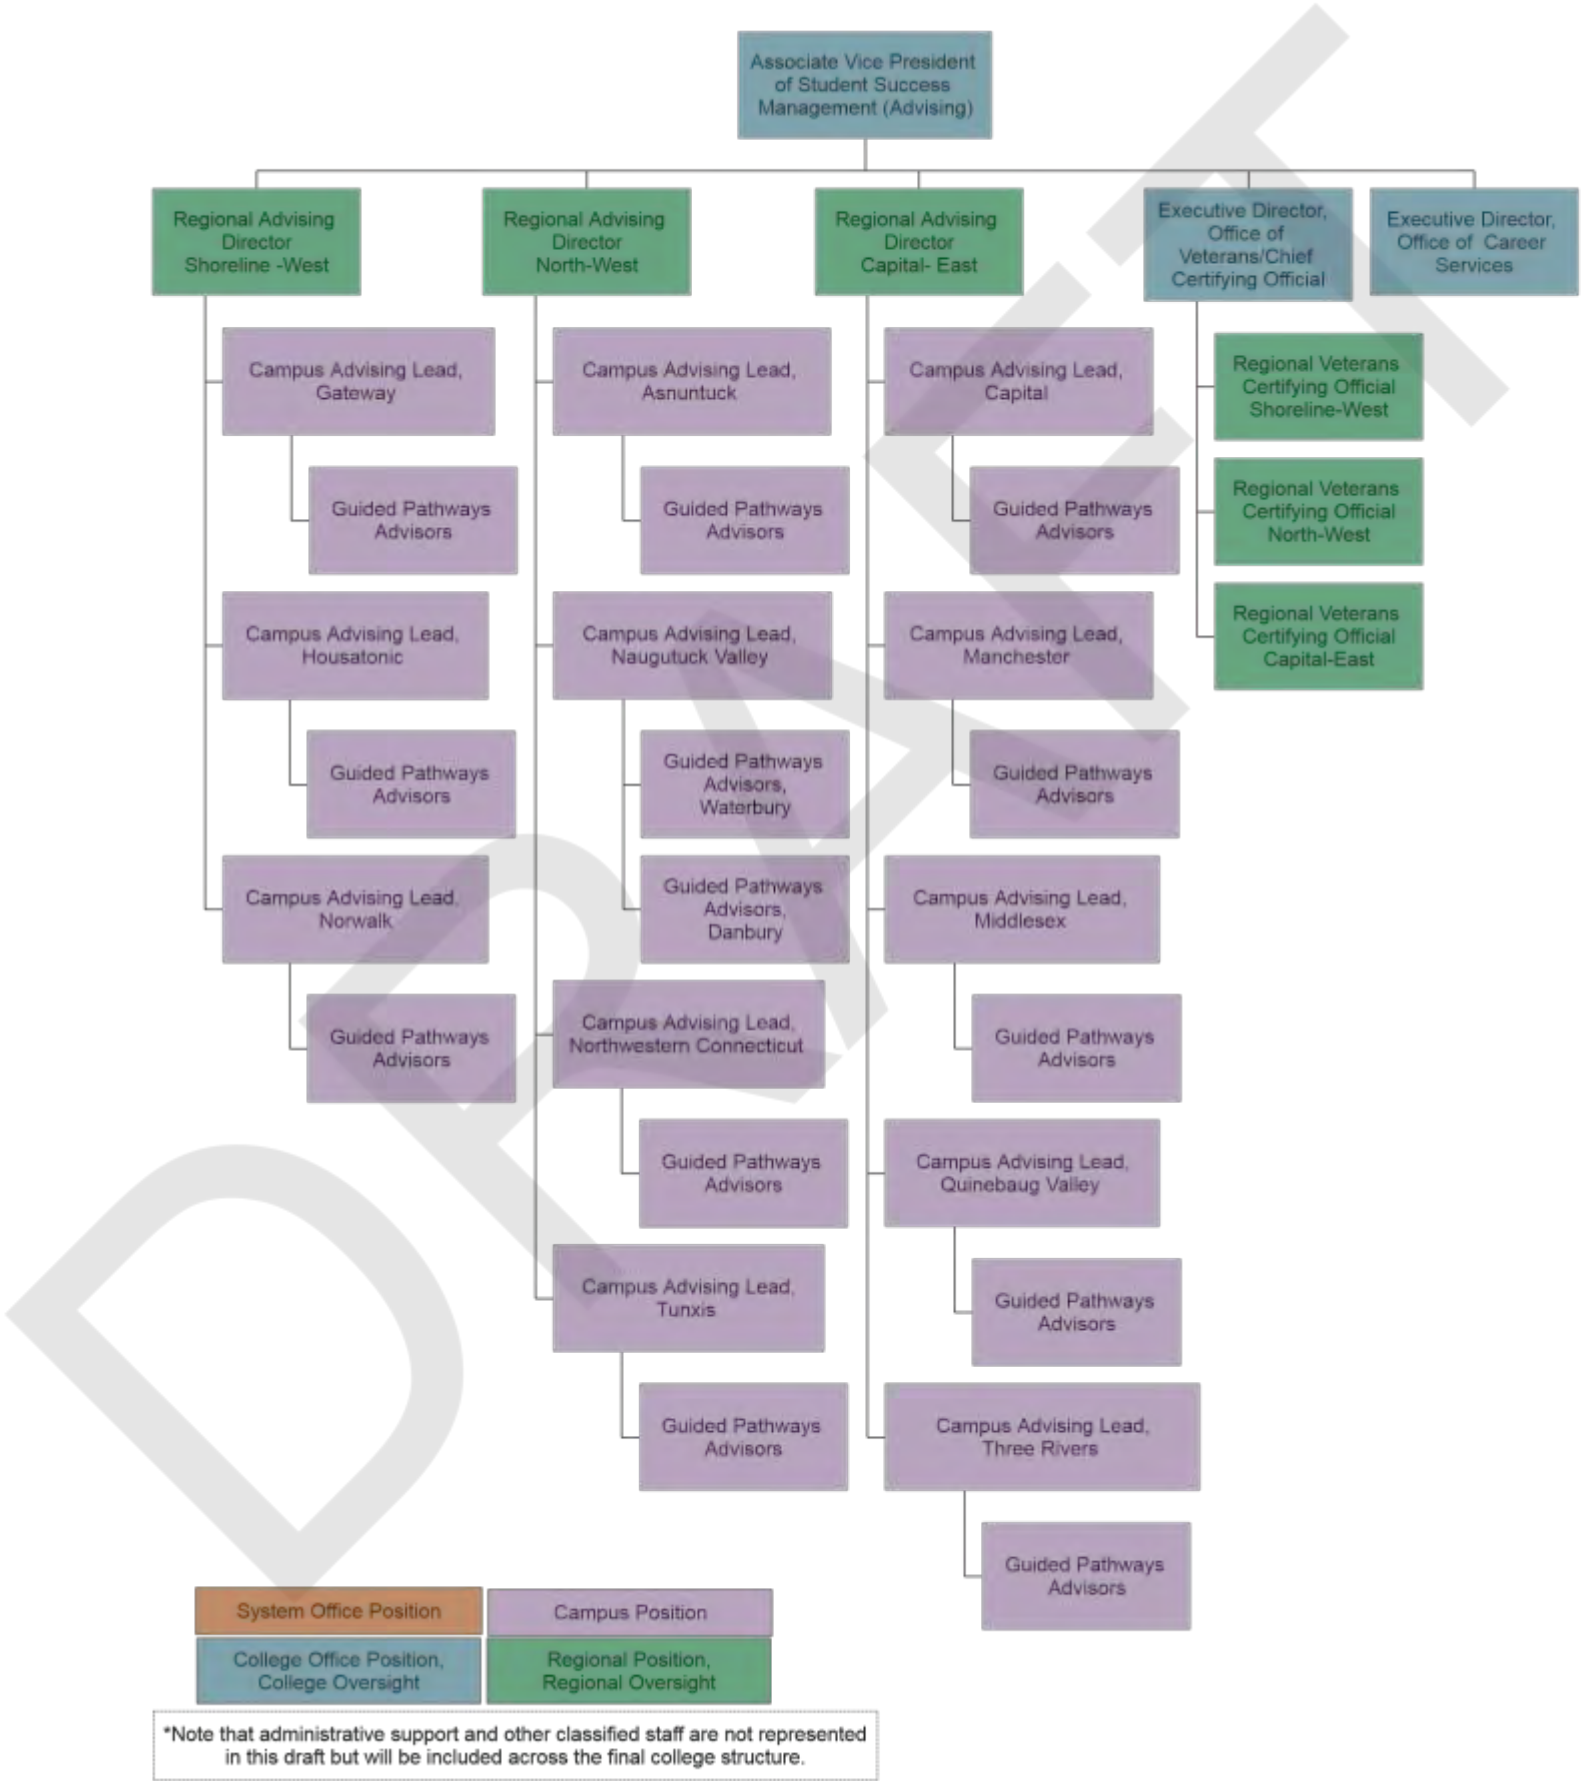 Associate Vice President
of Student Success
Management (Advising)
Regional Advising
Director
Shoreline -West
Regional Advising
Director
North-West
Regional Advising
Director
Capital- East
Executive Director,
Office of
Veterans/Chief
Certifying Official
Executive Director,
Office of Career
Services
Campus Advising Lead,
Gateway
Guided Pathways
Advisors
Campus Advising Lead,
Housatonic
Guided Pathways
Advisors
Campus Advising Lead,
Norwalk
Guided Pathways
Advisors
Campus Advising Lead,
Asnuntuck
Guided Pathways
Advisors
Campus Advising Lead,
Naugutuck Valley
Guided Pathways
Advisors,
Waterbury
Guided Pathways
Advisors,
Danbury
Campus Advising Lead,
Northwestern Connecticut
Guided Pathways
Advisors
Campus Advising Lead,
Tunxis
Guided Pathways
Advisors
Campus Advising Lead,
Capital
Guided Pathways
Advisors
Campus Advising Lead,
Manchester
Guided Pathways
Advisors
Campus Advising Lead,
Middlesex
Guided Pathways
Advisors
Campus Advising Lead,
Quinebaug Valley
Guided Pathways
Advisors
Campus Advising Lead,
Three Rivers
Guided Pathways
Advisors
Regional Veterans
Certifying Official
Shoreline-West
Regional Veterans
Certifying Official
North-West
Regional Veterans
Certifying Official
Capital-East
System Office Position
Campus Position
College Office Position,
College Oversight
Regional Position,
Regional Oversight
*Note that administrative support and other classified staff are not represented
in this draft but will be included across the final college structure.
DRAFT